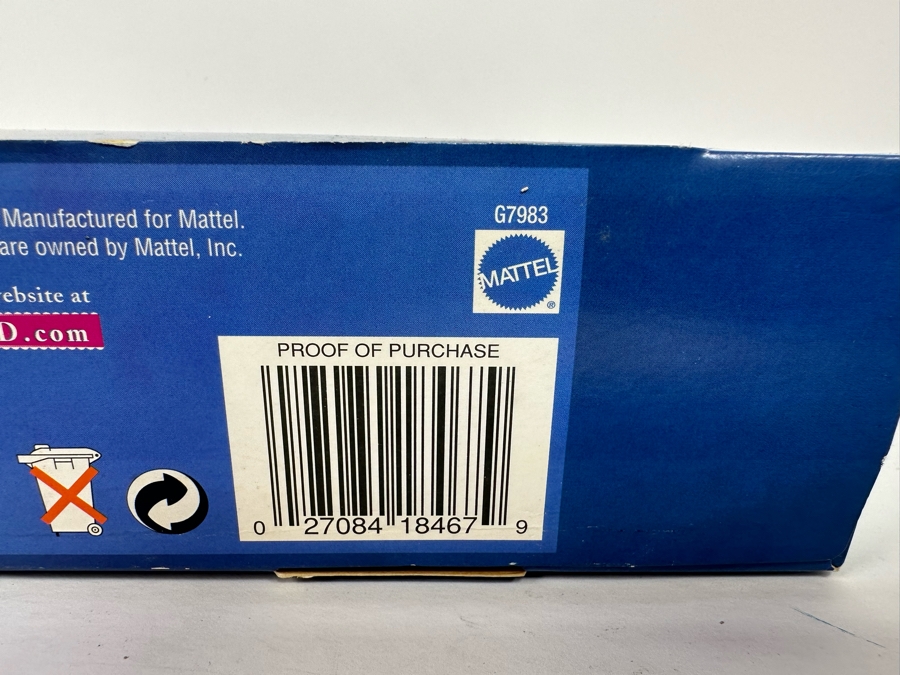 Manufactured for Mattel.
are owned by Mattel, Inc.
ebsite at
D.com
G7983
MATTEL
®
PROOF OF PURCHASE
0 27084 18467 9